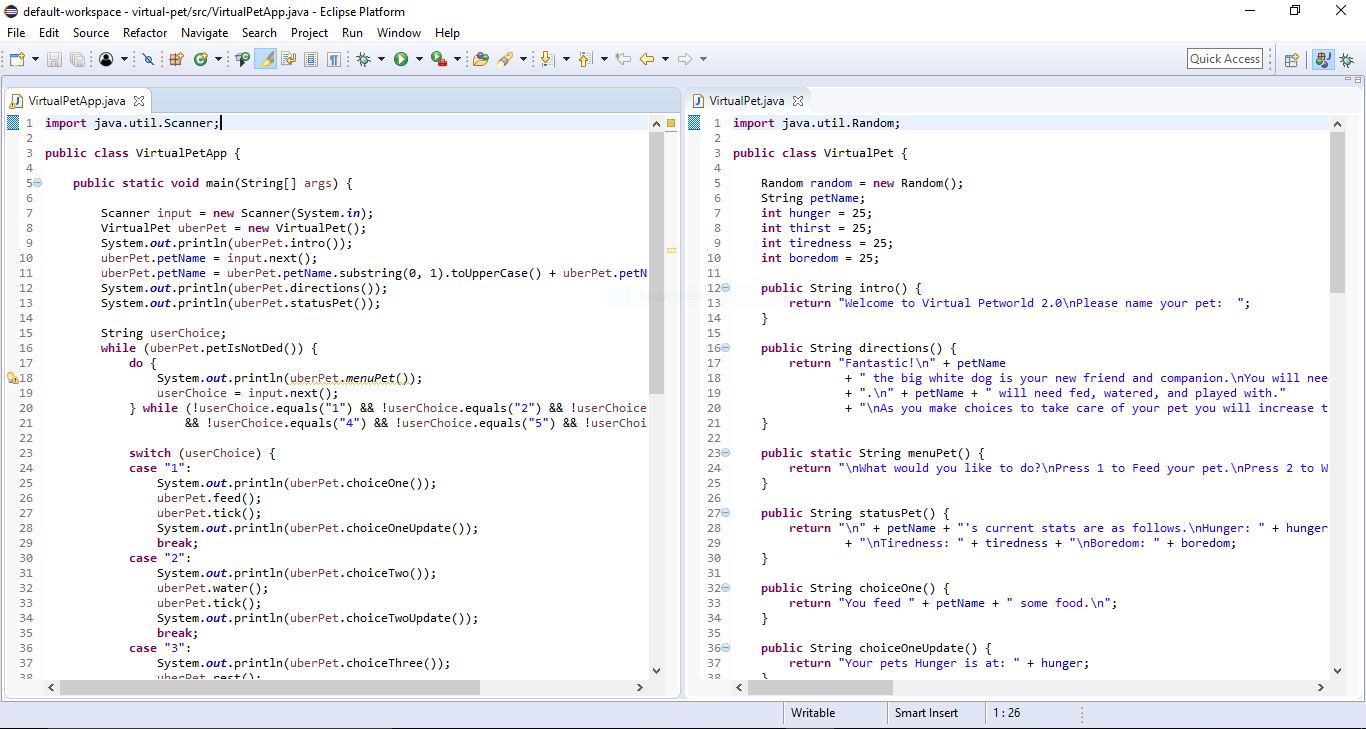 default-workspace - virtual-pet/src/VirtualPetApp.java - Eclipse Platform
File Edit Source Refactor Navigate Search Project Run Window Help
Quick Access
VirtualPetApp.java
1 import java.util.Scanner;
2
3 public class VirtualPetApp {
4
5 public static void main(String[] args) {
6
7 Scanner input = new Scanner(System.in);
8 VirtualPet uberPet = new VirtualPet();
9 System.out.println(uberPet.intro());
10 uberPet.petName = input.next();
11 uberPet.petName = uberPet.petName.substring(0, 1).toUpperCase() + uberPet.petN
12 System.out.println(uberPet.directions());
13 System.out.println(uberPet.statusPet());
14
15 String userChoice;
16 while (uberPet.petIsNotDed()) {
17 do {
18 System.out.println(uberPet.menuPet());
19 userChoice = input.next();
20 } while (!userChoice.equals("1") && !userChoice.equals("2") && !userChoice
21 && !userChoice.equals("4") && !userChoice.equals("5") && !userChoi
22
23 switch (userChoice) {
24 case "1":
25 System.out.println(uberPet.choiceOne());
26 uberPet.feed();
27 uberPet.tick();
28 System.out.println(uberPet.choiceOneUpdate());
29 break;
30 case "2":
31 System.out.println(uberPet.choiceTwo());
32 uberPet.water();
33 uberPet.tick();
34 System.out.println(uberPet.choiceTwoUpdate());
35 break;
36 case "3":
37 System.out.println(uberPet.choiceThree());
38 uberPet.rest();
VirtualPet.java
1 import java.util.Random;
2
3 public class VirtualPet {
4
5 Random random = new Random();
6 String petName;
7 int hunger = 25;
8 int thirst = 25;
9 int tiredness = 25;
10 int boredom = 25;
11
12 public String intro() {
13 return "Welcome to Virtual Petworld 2.0\nPlease name your pet:  ";
14 }
15
16 public String directions() {
17 return "Fantastic!\n" + petName
18 + " the big white dog is your new friend and companion.\nYou will nee
19 + ".\n" + petName + " will need fed, watered, and played with."
20 + "\nAs you make choices to take care of your pet you will increase t
21 }
22
23 public static String menuPet() {
24 return "\nWhat would you like to do?\nPress 1 to Feed your pet.\nPress 2 to W
25 }
26
27 public String statusPet() {
28 return "\n" + petName + "'s current stats are as follows.\nHunger: " + hunger
29 + "\nTiredness: " + tiredness + "\nBoredom: " + boredom;
30 }
31
32 public String choiceOne() {
33 return "You feed " + petName + " some food.\n";
34 }
35
36 public String choiceOneUpdate() {
37 return "Your pets Hunger is at: " + hunger;
38 }
Writable Smart Insert 1 : 26